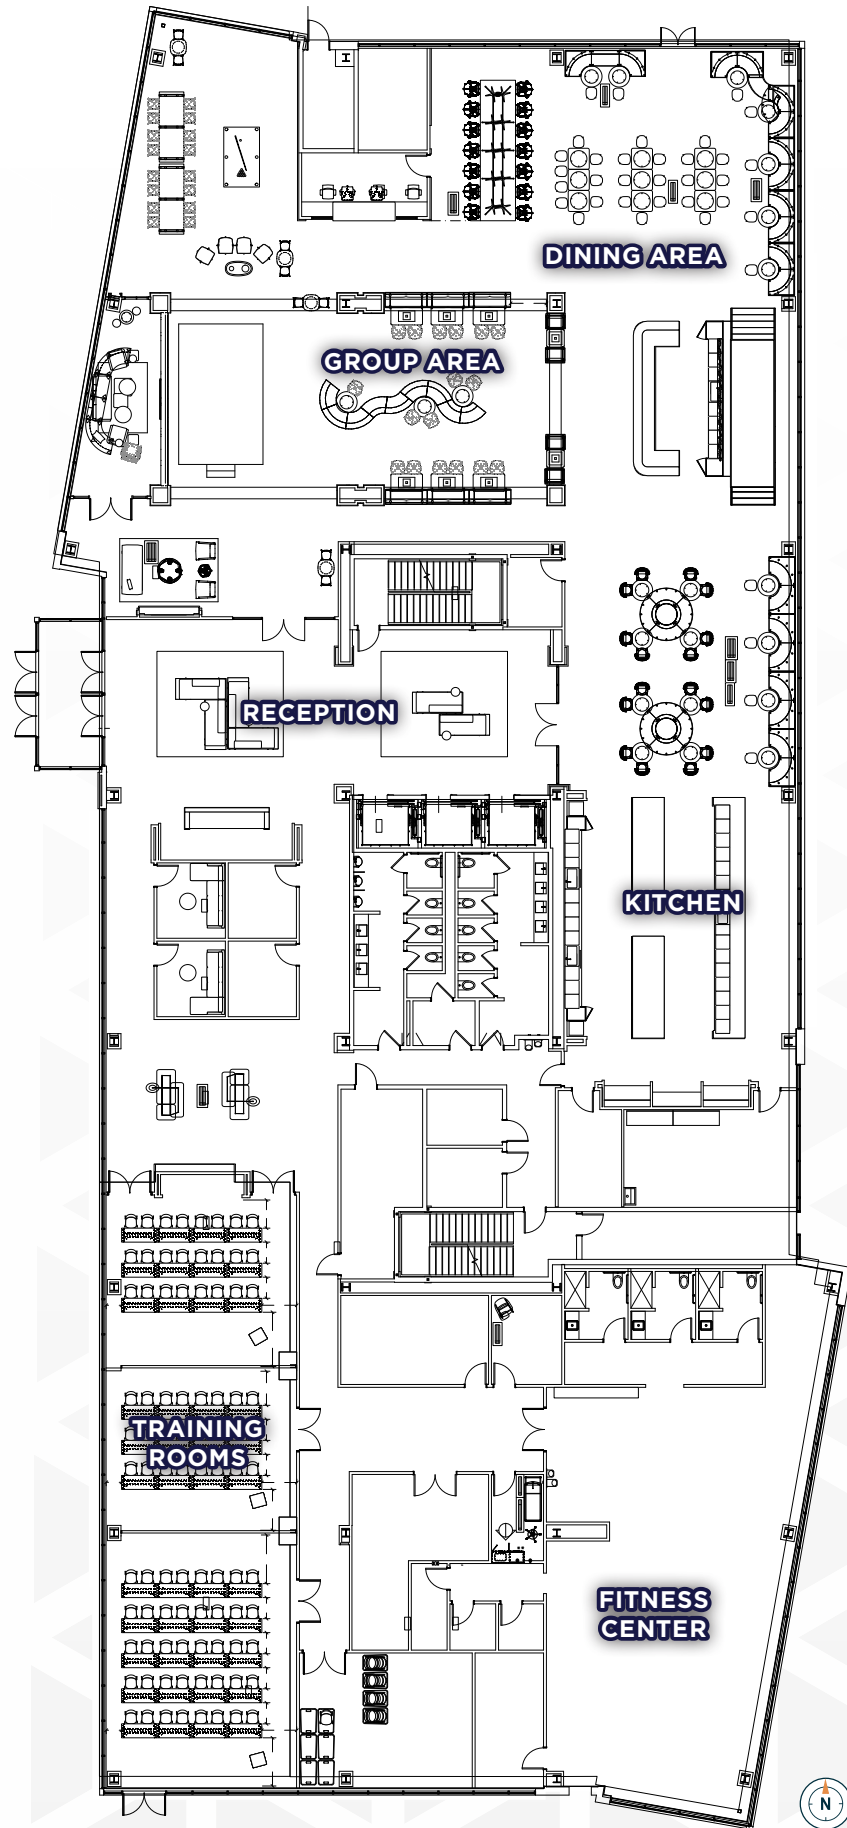 DINING AREA
GROUP AREA
RECEPTION
KITCHEN
TRAINING
ROOMS
FITNESS
CENTER
N